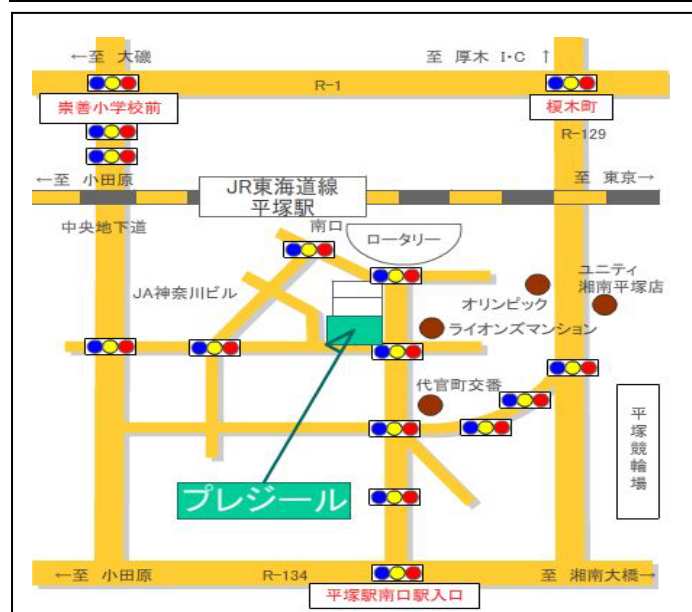 ←至 大磯
至 厚木 I・C ↑
R-1
崇善小学校前
榎木町
R-129
←至 小田原
JR東海道線
平塚駅
至 東京→
中央地下道
南口
ロータリー
ユニティ
湘南平塚店
JA神奈川ビル
オリンピック
ライオンズマンション
代官町交番
平塚競輪場
プレジール
←至 小田原
R-134
至 湘南大橋→
平塚駅南口駅入口